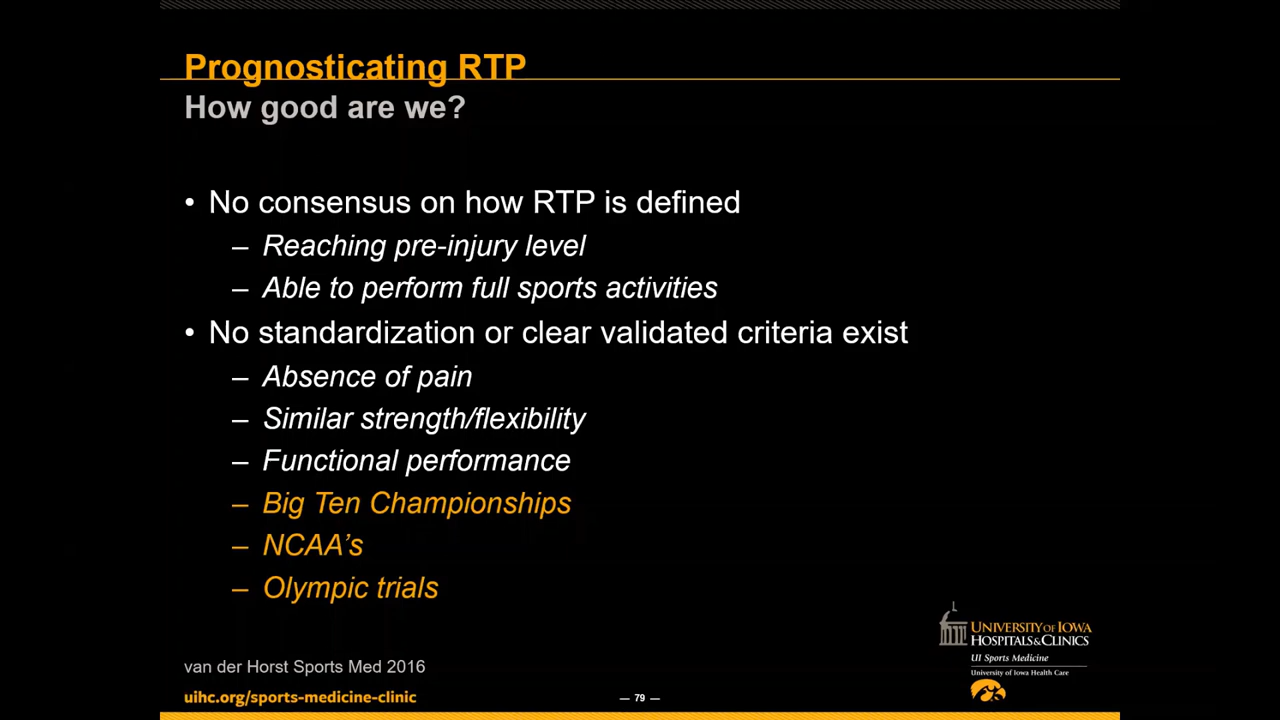 Prognosticating RTP
How good are we?
• No consensus on how RTP is defined
– Reaching pre-injury level
– Able to perform full sports activities
• No standardization or clear validated criteria exist
– Absence of pain
– Similar strength/flexibility
– Functional performance
– Big Ten Championships
– NCAA's
– Olympic trials
UNIVERSITY OF IOWA
HOSPITALS & CLINICS
UI Sports Medicine
University of Iowa Health Care
van der Horst Sports Med 2016
uihc.org/sports-medicine-clinic
— 79 —